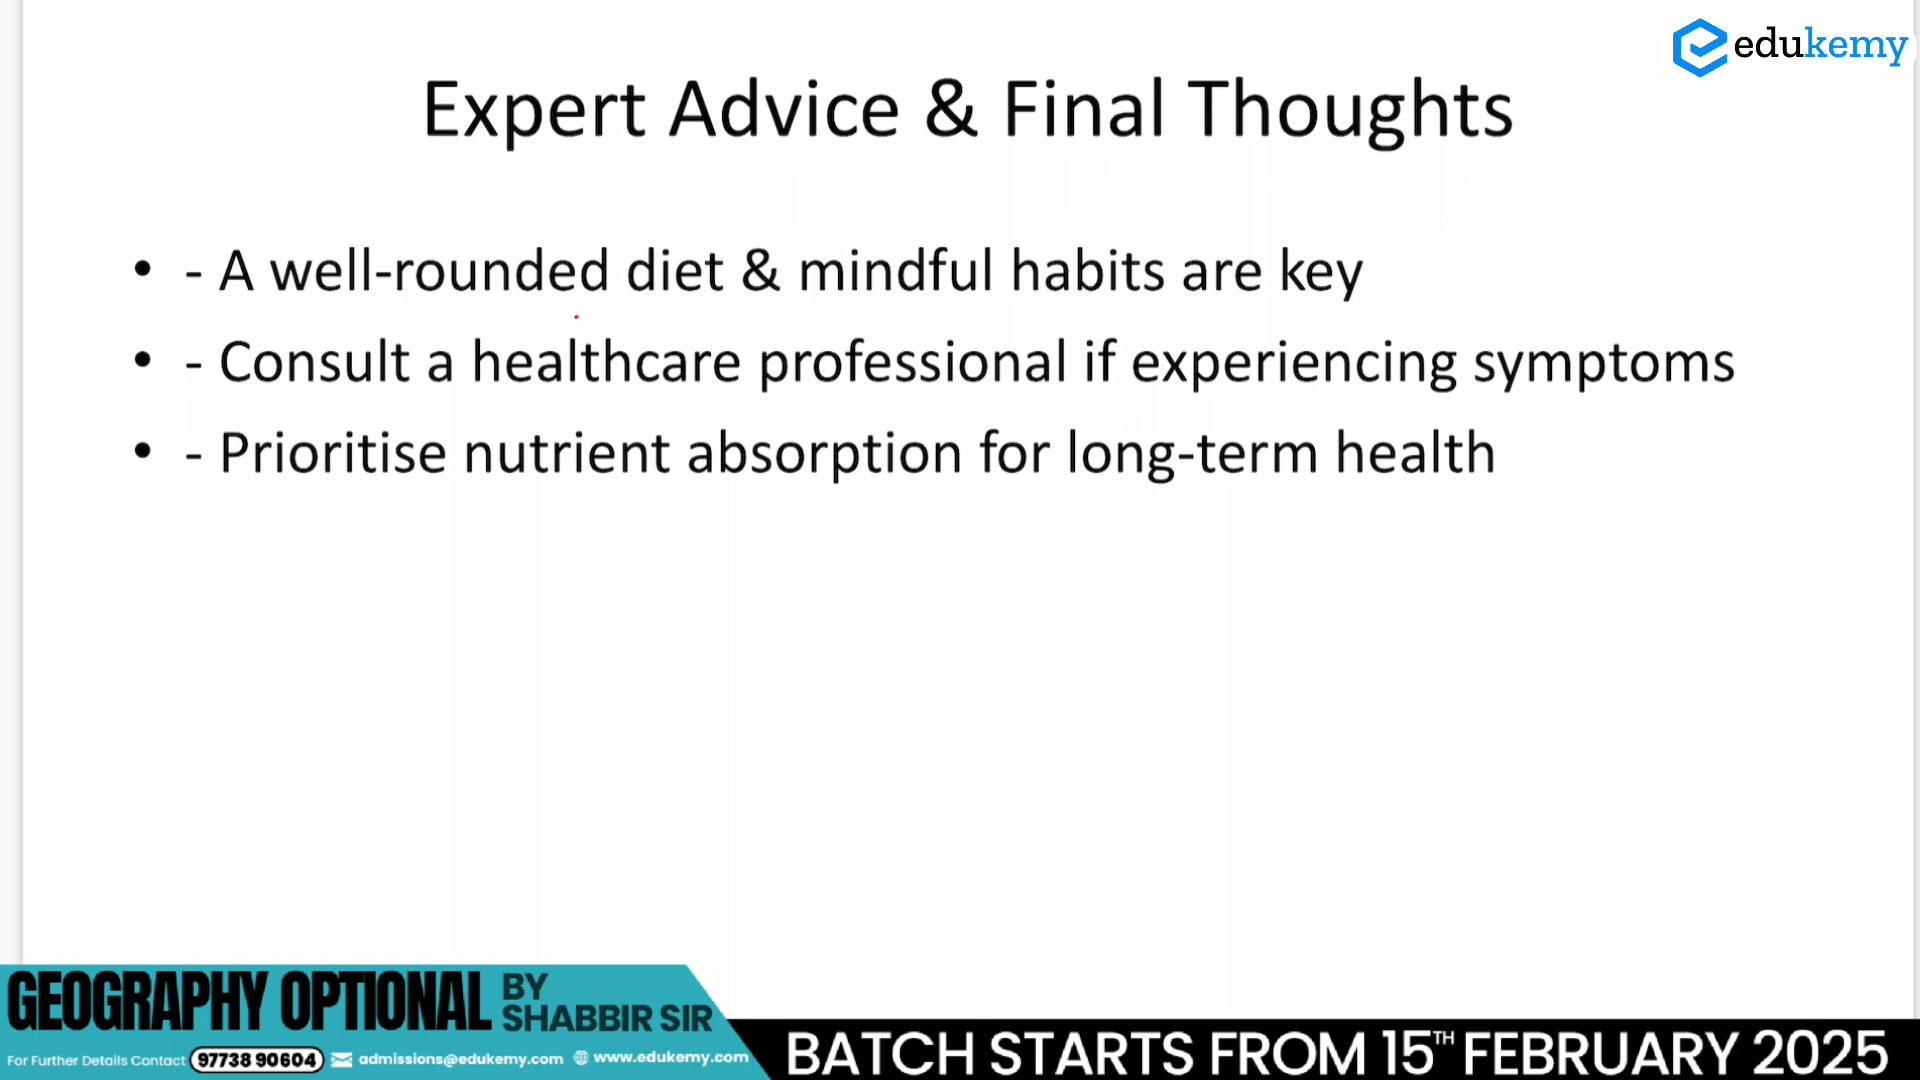 edukemy
Expert Advice & Final Thoughts
• - A well-rounded diet & mindful habits are key
• - Consult a healthcare professional if experiencing symptoms
• - Prioritise nutrient absorption for long-term health
GEOGRAPHY OPTIONAL BY SHABBIR SIR
For Further Details Contact 97738 90604 admissions@edukemy.com www.edukemy.com
BATCH STARTS FROM 15TH FEBRUARY 2025